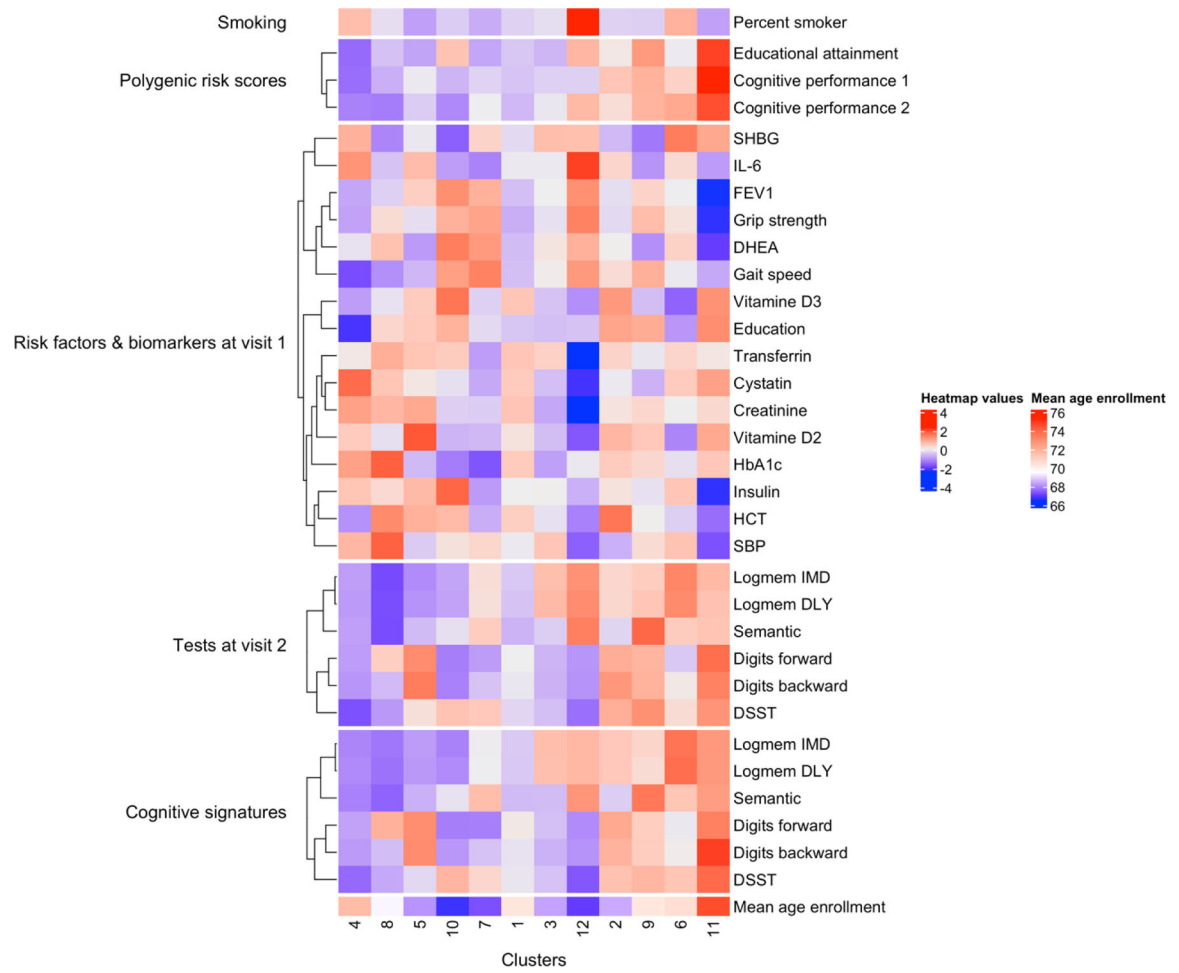 Smoking
Percent smoker
Polygenic risk scores
Educational attainment
Cognitive performance 1
Cognitive performance 2
Risk factors & biomarkers at visit 1
SHBG
IL-6
FEV1
Grip strength
DHEA
Gait speed
Vitamine D3
Education
Transferrin
Cystatin
Creatinine
Vitamine D2
HbA1c
Insulin
HCT
SBP
Tests at visit 2
Logmem IMD
Logmem DLY
Semantic
Digits forward
Digits backward
DSST
Cognitive signatures
Logmem IMD
Logmem DLY
Semantic
Digits forward
Digits backward
DSST
Mean age enrollment
4 8 5 10 7 1 3 12 2 9 6 11
Clusters
Heatmap values
4
2
0
-2
-4
Mean age enrollment
76
74
72
70
68
66